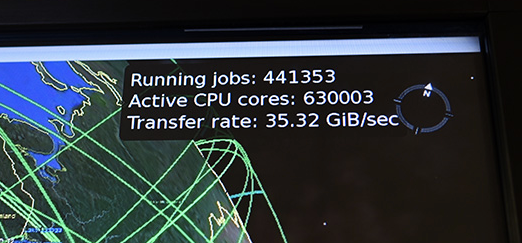 Running jobs: 441353
Active CPU cores: 630003
Transfer rate: 35.32 GiB/sec
N